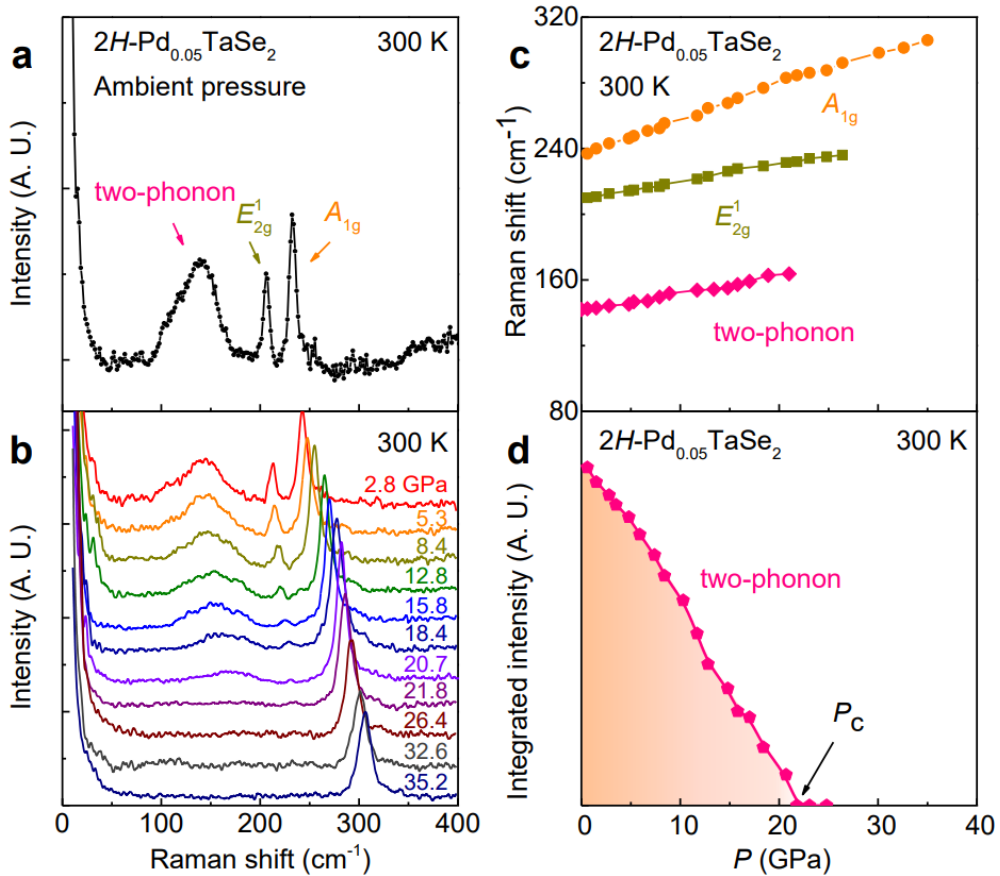 a
2H-Pd0.05TaSe2 300 K
Ambient pressure
two-phonon
E12g
A1g
Intensity (A. U.)
b
300 K
2.8 GPa
5.3
8.4
12.8
15.8
18.4
20.7
21.8
26.4
32.6
35.2
Intensity (A. U.)
0 100 200 300 400
Raman shift (cm-1)
c
320
240
160
80
2H-Pd0.05TaSe2
300 K
A1g
E12g
two-phonon
Raman shift (cm-1)
d
2H-Pd0.05TaSe2 300 K
two-phonon
PC
Integrated intensity (A. U.)
0 10 20 30 40
P (GPa)